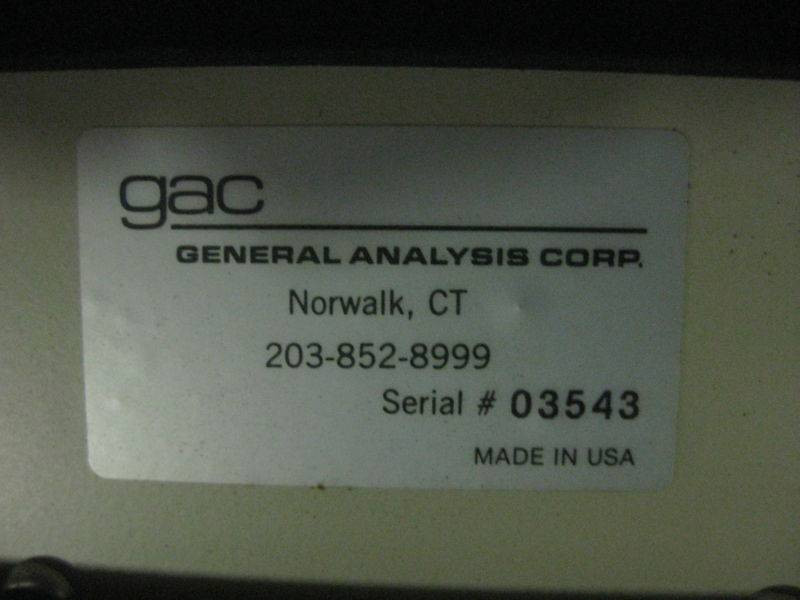 gac
GENERAL ANALYSIS CORP.
Norwalk, CT
203-852-8999
Serial # 03543
MADE IN USA